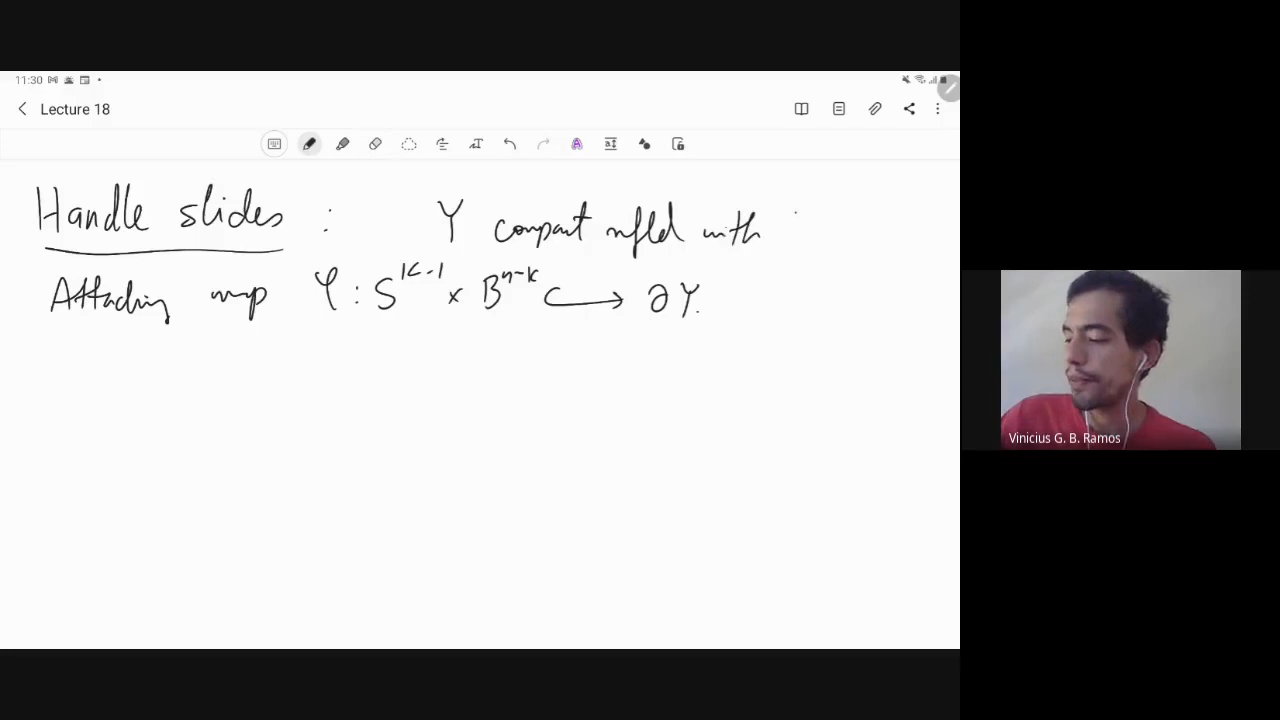 11:30
Lecture 18
Handle slides : Y compact mfld with
Attaching map φ : S^{k-1} × B^{n-k} ↪ ∂Y.
Vinicius G. B. Ramos